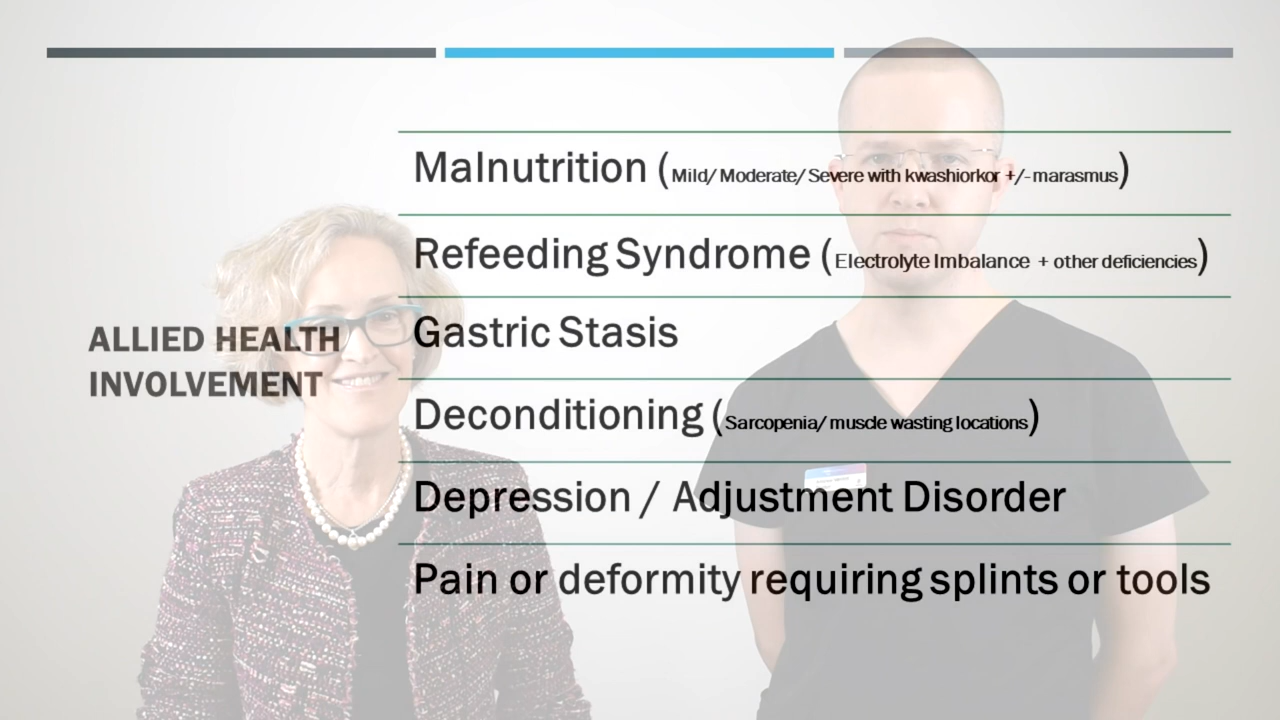 ALLIED HEALTH
INVOLVEMENT
Malnutrition (Mild/ Moderate/ Severe with kwashiorkor +/- marasmus)
Refeeding Syndrome (Electrolyte Imbalance + other deficiencies)
Gastric Stasis
Deconditioning (Sarcopenia/ muscle wasting locations)
Depression / Adjustment Disorder
Pain or deformity requiring splints or tools